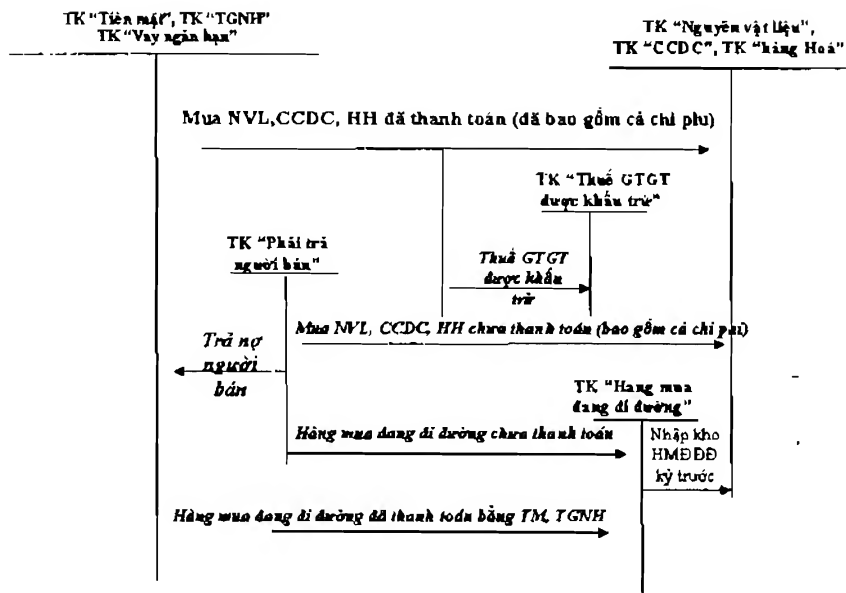 TK "Tiền mặt", TK "TGNH"
TK "Vay ngắn hạn"
TK "Nguyên vật liệu",
TK "CCDC", TK "hàng Hoá"
Mua NVL,CCDC, HH đã thanh toán (đã bao gồm cả chi phí)
TK "Thuế GTGT
được khấu trừ"
TK "Phải trả
người bán"
Thuế GTGT
được khấu
trừ
Mua NVL, CCDC, HH chưa thanh toán (bao gồm cả chi phí)
Trả nợ
người
bán
TK "Hàng mua
đang đi đường"
Hàng mua đang đi đường chưa thanh toán
Nhập kho
HMĐĐĐ
kỳ trước
Hàng mua đang đi đường đã thanh toán bằng TM, TGNH